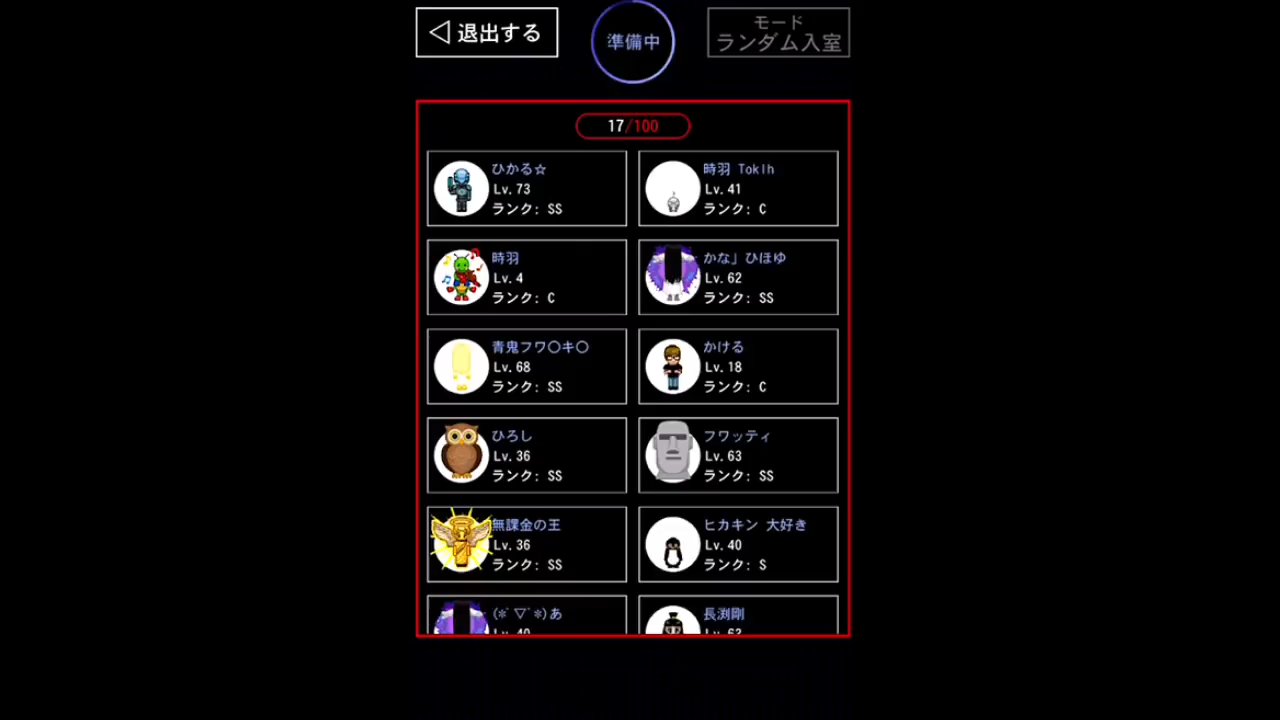 ◁退出する
準備中
モード
ランダム入室
17/100
ひかる☆
Lv.73
ランク: SS
時羽 Toklh
Lv.41
ランク: C
時羽
Lv.4
ランク: C
かな」ひほゆ
Lv.62
ランク: SS
青鬼フワ〇キ〇
Lv.68
ランク: SS
かける
Lv.18
ランク: C
ひろし
Lv.36
ランク: SS
フワッティ
Lv.63
ランク: SS
無課金の王
Lv.36
ランク: SS
ヒカキン 大好き
Lv.40
ランク: S
(*ﾟ▽ﾟ*)あ
Lv.40
長渕剛
Lv.63